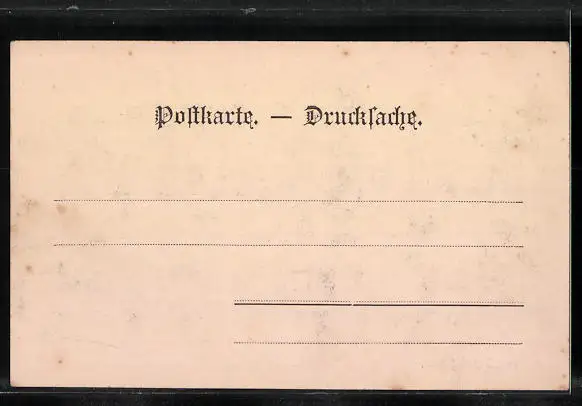 Poſtkarte. — Druckſache.